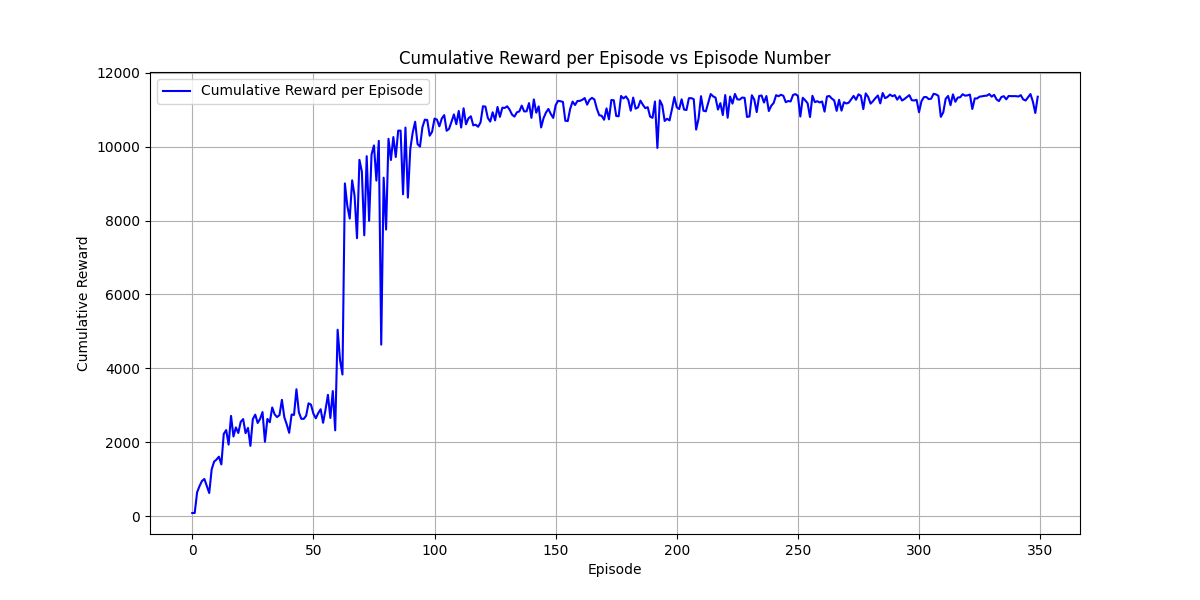 Cumulative Reward per Episode vs Episode Number
Cumulative Reward per Episode
12000
10000
8000
6000
4000
2000
0
Cumulative Reward
0 50 100 150 200 250 300 350
Episode